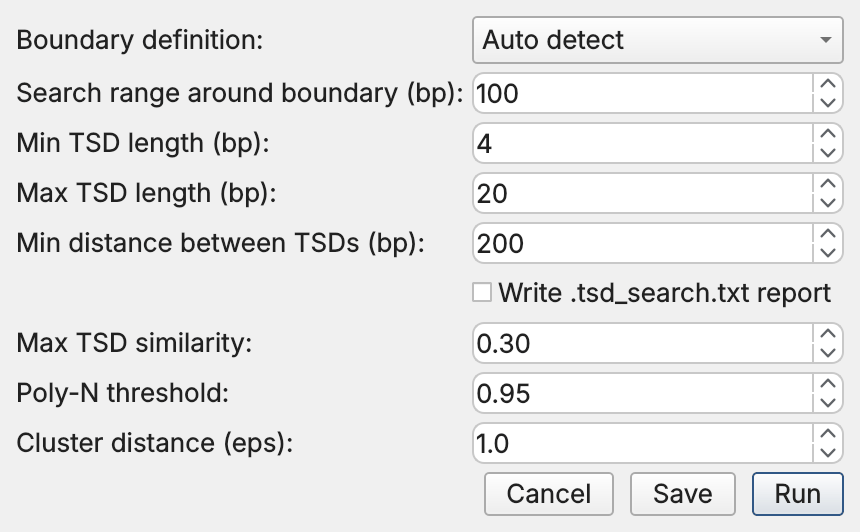 Boundary definition: Auto detect
Search range around boundary (bp): 100
Min TSD length (bp): 4
Max TSD length (bp): 20
Min distance between TSDs (bp): 200
Write .tsd_search.txt report
Max TSD similarity: 0.30
Poly-N threshold: 0.95
Cluster distance (eps): 1.0
Cancel Save Run